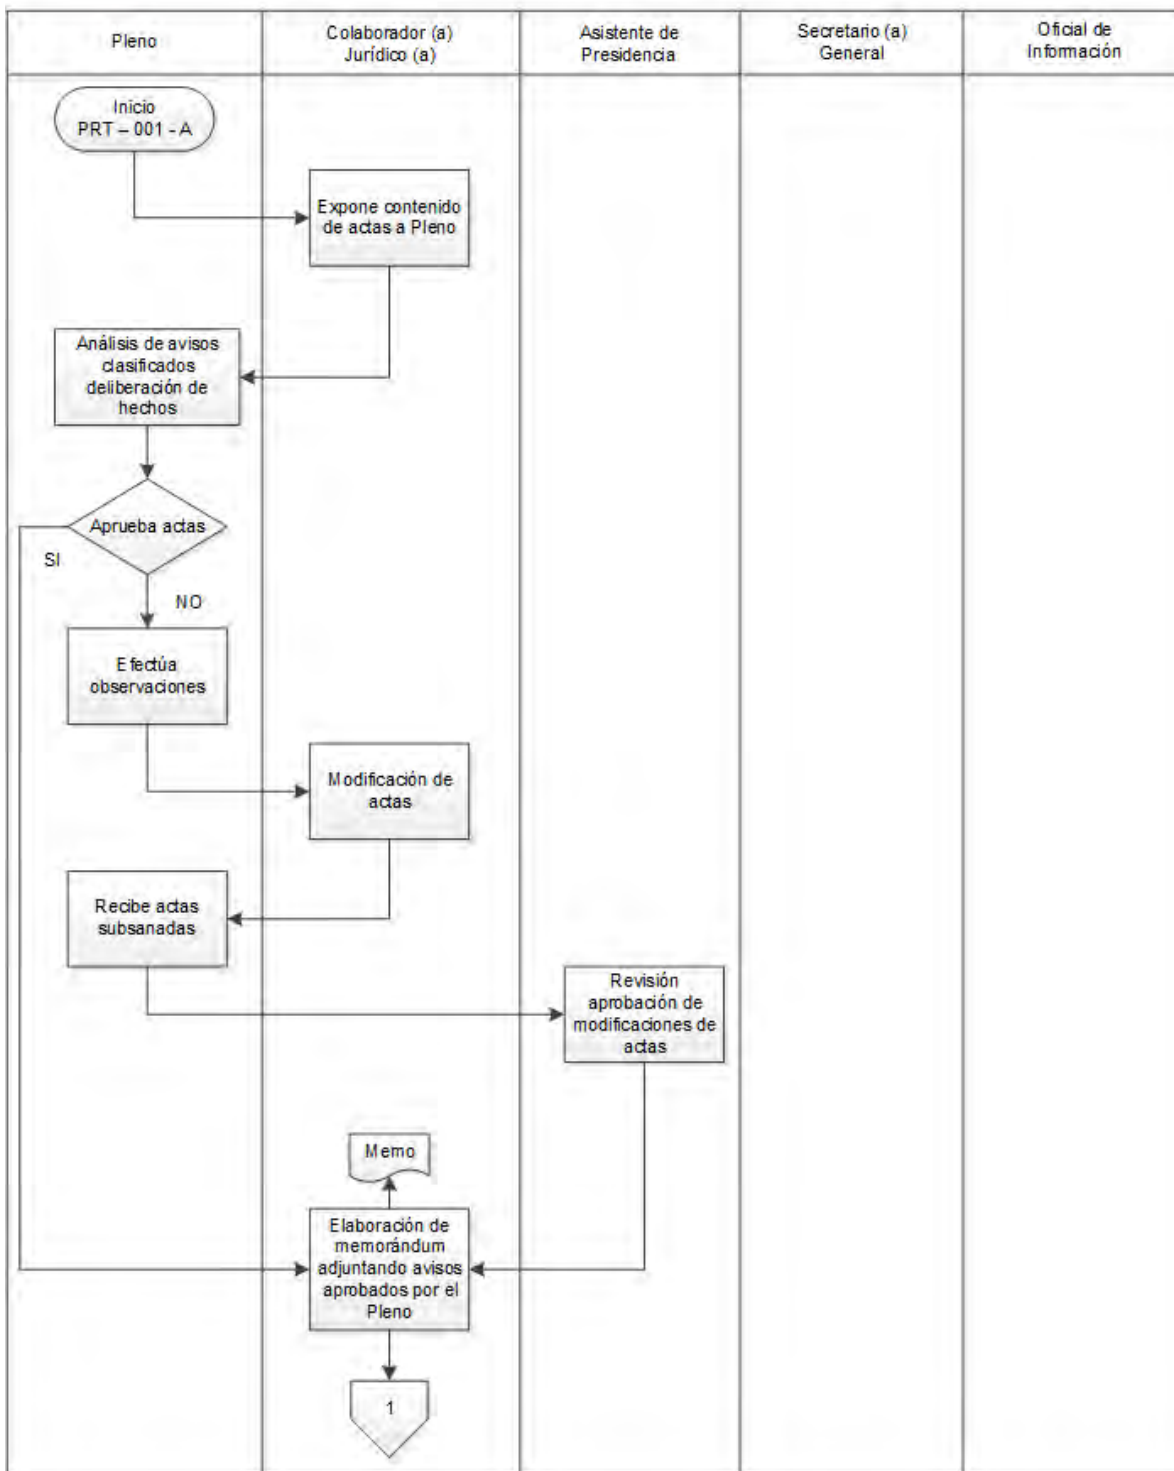 Pleno
Colaborador (a)
Jurídico (a)
Asistente de
Presidencia
Secretario (a)
General
Oficial de
Información
Inicio
PRT – 001 - A
Expone contenido
de actas a Pleno
Análisis de avisos
clasificados
deliberación de
hechos
Aprueba actas
SI
NO
Efectúa
observaciones
Modificación de
actas
Recibe actas
subsanadas
Revisión
aprobación de
modificaciones de
actas
Memo
Elaboración de
memorándum
adjuntando avisos
aprobados por el
Pleno
1